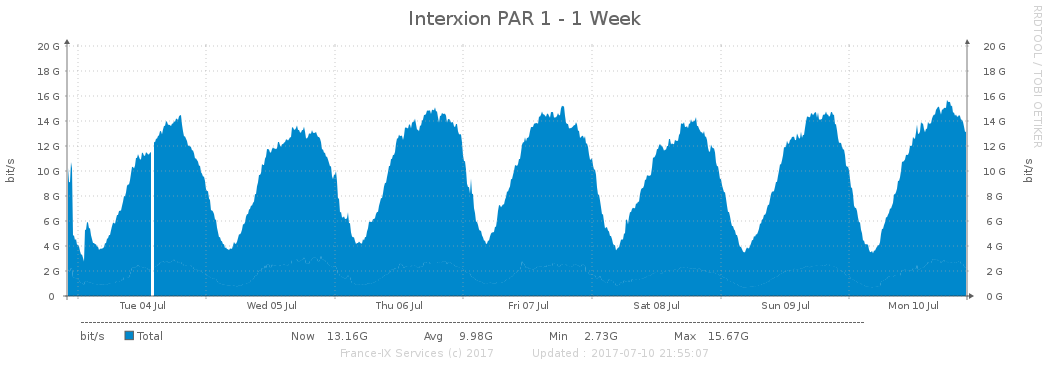 Interxion PAR 1 - 1 Week
RRDTOOL / TOBI OETIKER
20 G 20 G
18 G 18 G
16 G 16 G
14 G 14 G
12 G 12 G
10 G 10 G
8 G 8 G
6 G 6 G
4 G 4 G
2 G 2 G
0 0 G
bit/s bit/s
Tue 04 Jul Wed 05 Jul Thu 06 Jul Fri 07 Jul Sat 08 Jul Sun 09 Jul Mon 10 Jul
bit/s Total Now 13.16G Avg 9.98G Min 2.73G Max 15.67G
France-IX Services (c) 2017 Updated : 2017-07-10 21:55:07